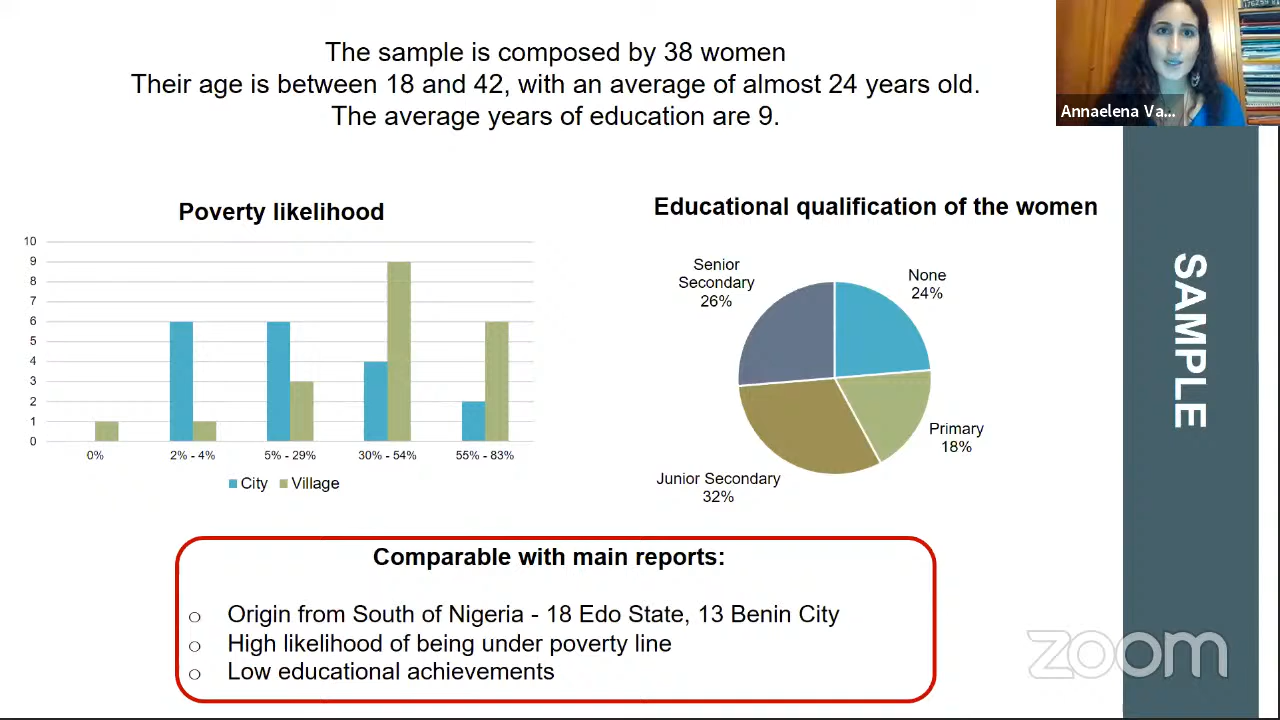 The sample is composed by 38 women
Their age is between 18 and 42, with an average of almost 24 years old.
The average years of education are 9.
Annaelena Va...
SAMPLE
Poverty likelihood
10
9
8
7
6
5
4
3
2
1
0
0%
2% - 4%
5% - 29%
30% - 54%
55% - 83%
City
Village
Educational qualification of the women
Senior
Secondary
26%
None
24%
Primary
18%
Junior Secondary
32%
Comparable with main reports:
Origin from South of Nigeria - 18 Edo State, 13 Benin City
High likelihood of being under poverty line
Low educational achievements
zoom